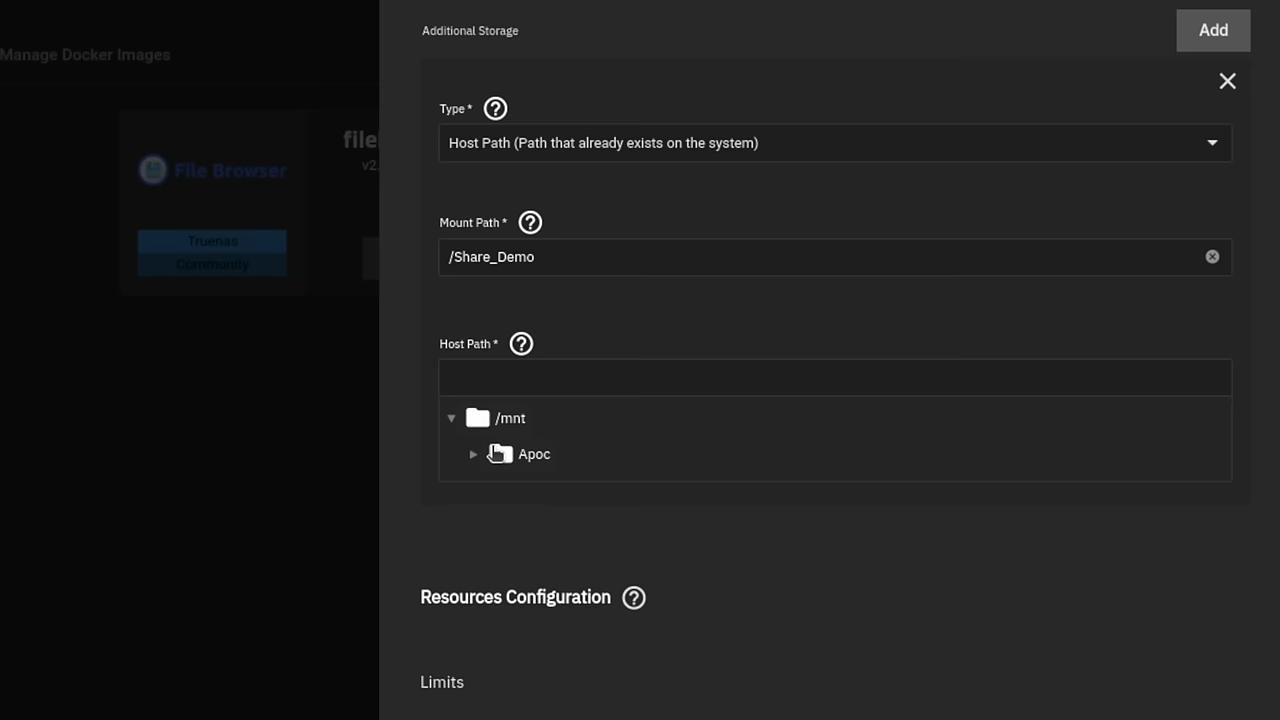 Additional Storage
Add
Manage Docker Images
Type *
Host Path (Path that already exists on the system)
File Browser
v2.
Mount Path *
Truenas
/Share_Demo
Community
Host Path *
/mnt
Apoc
Resources Configuration
Limits